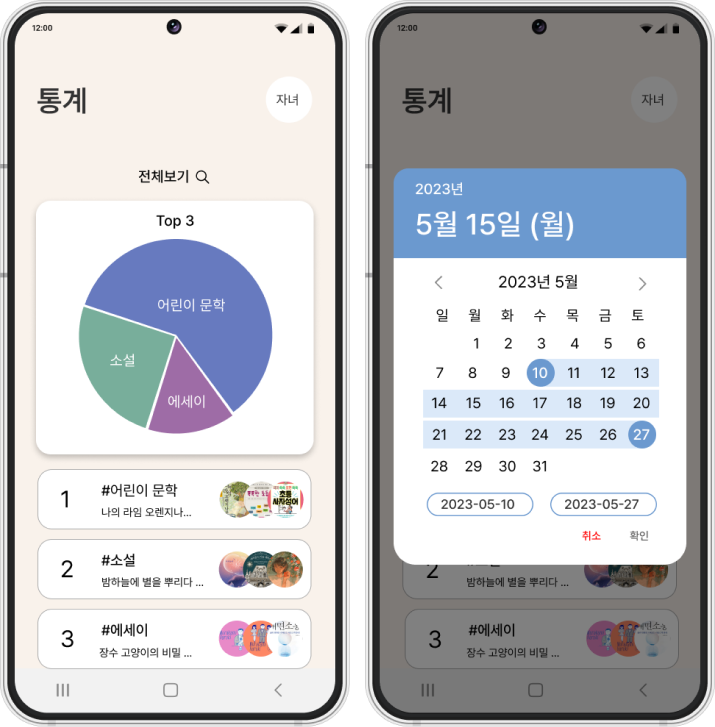 12:00
통계
자녀
전체보기
Top 3
어린이 문학
소설
에세이
1
#어린이 문학
나의 라임 오렌지나...
초등
사자성어
2
#소설
밤하늘에 별을 뿌리다 ...
3
#에세이
장수 고양이의 비밀 ...
12:00
통계
자녀
2023년
5월 15일 (월)
2023년 5월
일 월 화 수 목 금 토
1 2 3 4 5 6
7 8 9 10 11 12 13
14 15 16 17 18 19 20
21 22 23 24 25 26 27
28 29 30 31
2023-05-10 2023-05-27
취소 확인
2
밤하늘에 별을 뿌리다 ...
3
#에세이
장수 고양이의 비밀 ...